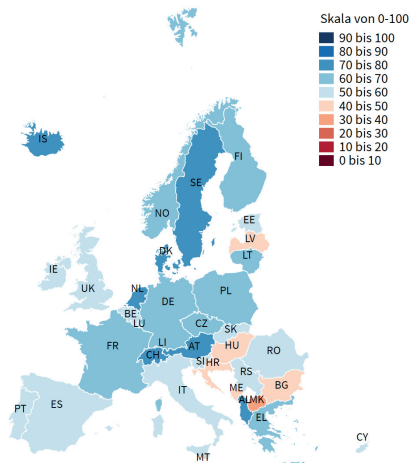 Skala von 0-100
90 bis 100
80 bis 90
70 bis 80
60 bis 70
50 bis 60
40 bis 50
30 bis 40
20 bis 30
10 bis 20
0 bis 10
IS
FI
SE
NO
EE
LV
DK
LT
IE
UK
NL
DE
PL
BE
LU
CZ
SK
FR
LI
AT
HU
CH
RO
SI
HR
RS
IT
ME
BG
PT
ES
AL
MK
EL
CY
MT